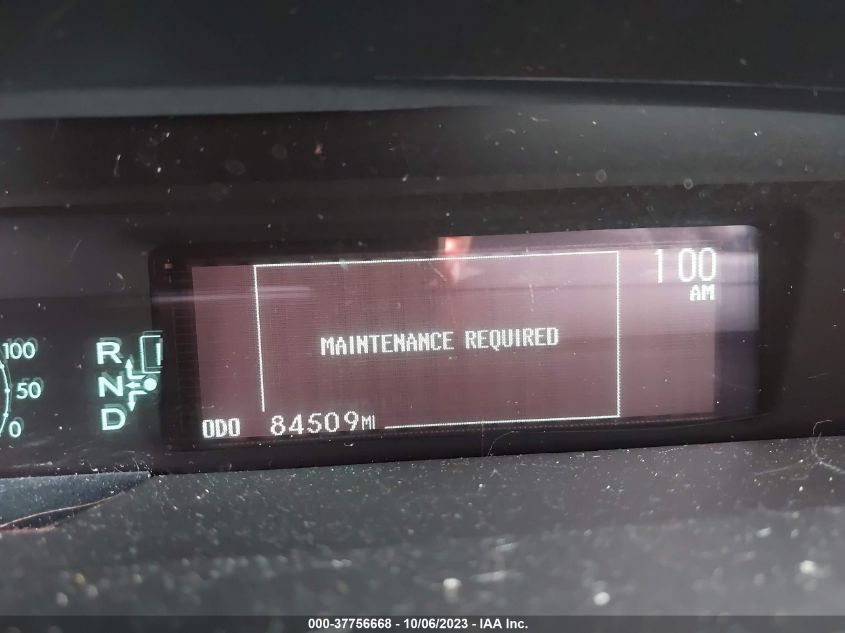 1 00
AM
100
50
0
R
N
D
MAINTENANCE REQUIRED
ODO 84509MI
000-37756668 - 10/06/2023 - IAA Inc.